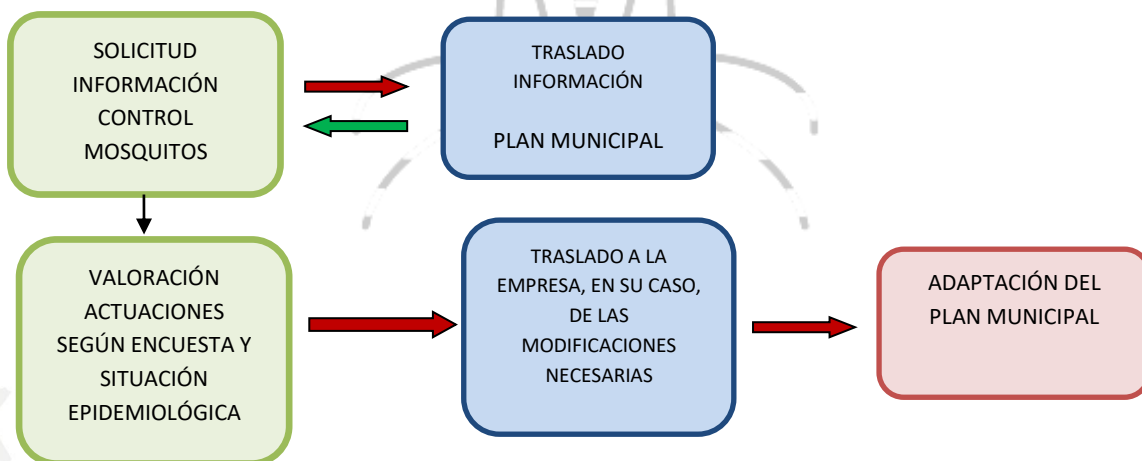 SOLICITUD
INFORMACIÓN
CONTROL
MOSQUITOS
TRASLADO
INFORMACIÓN
PLAN MUNICIPAL
VALORACIÓN
ACTUACIONES
SEGÚN ENCUESTA Y
SITUACIÓN
EPIDEMIOLÓGICA
TRASLADO A LA
EMPRESA, EN SU CASO,
DE LAS
MODIFICACIONES
NECESARIAS
ADAPTACIÓN DEL
PLAN MUNICIPAL